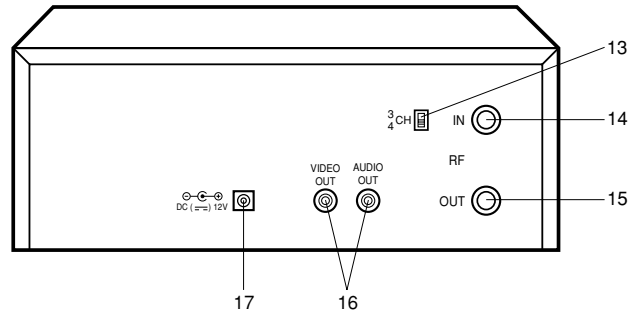 13
3
4 CH
IN
14
RF
VIDEO
OUT
AUDIO
OUT
OUT
15
DC ( ⎓ ) 12V
17
16